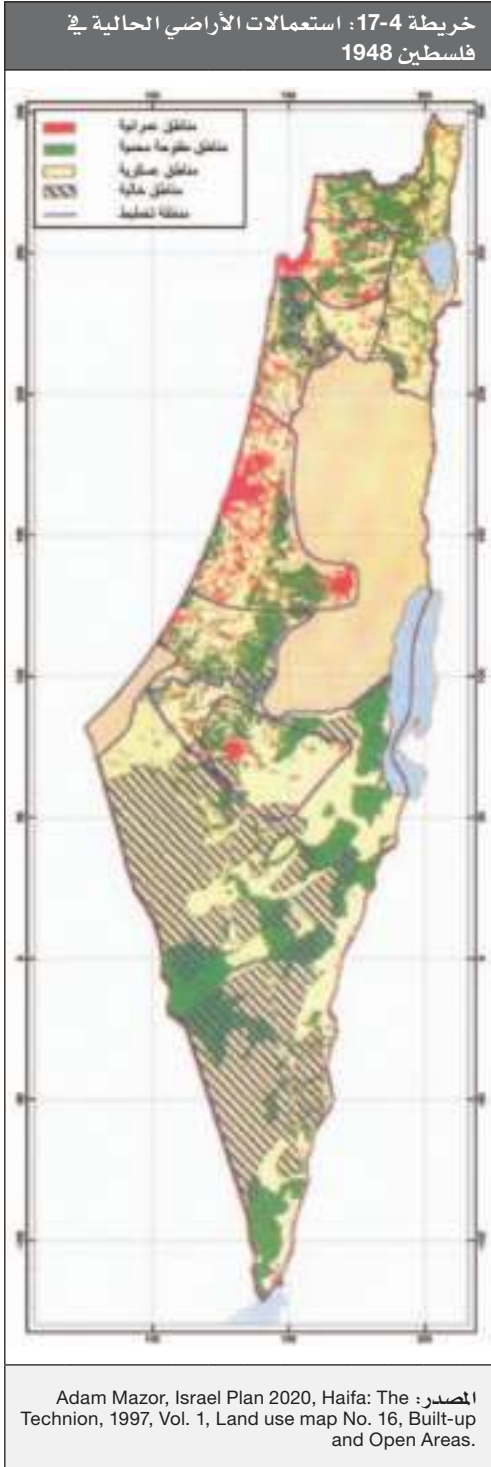 خريطة 4-17: استعمالات الأراضي الحالية في
فلسطين 1948
مناطق عمرانية
مناطق مفتوحة محمية
مناطق عسكرية
مناطق خالية
منطقة تخطيط
المصدر: Adam Mazor, Israel Plan 2020, Haifa: The
Technion, 1997, Vol. 1, Land use map No. 16, Built-up
and Open Areas.